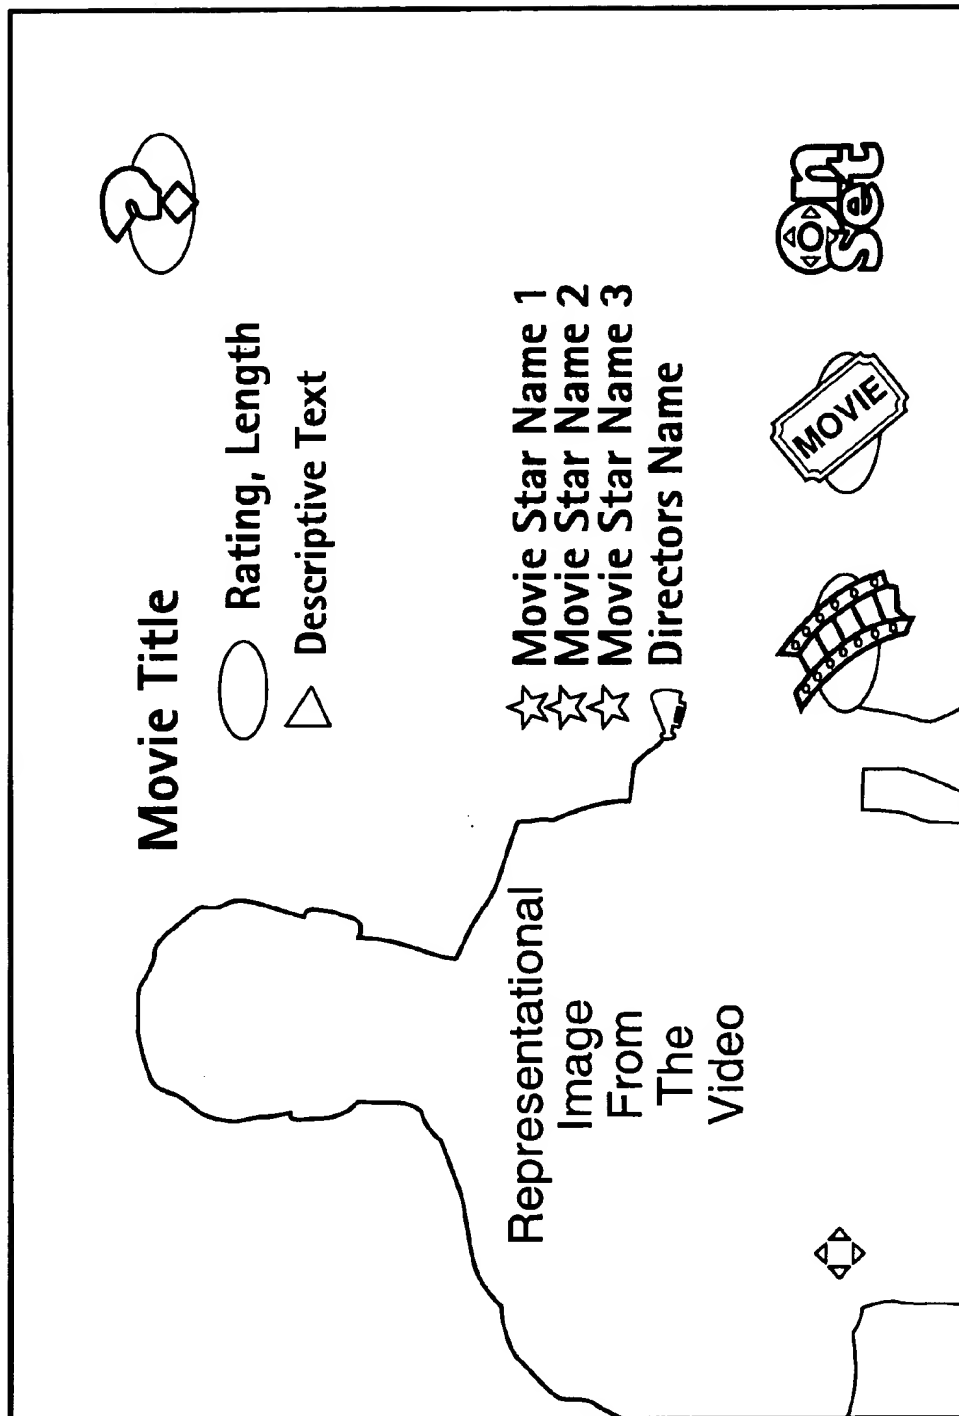 Movie Title
Rating, Length
Descriptive Text
Movie Star Name 1
Movie Star Name 2
Movie Star Name 3
Directors Name
Representational
Image
From
The
Video
MOVIE
on
set